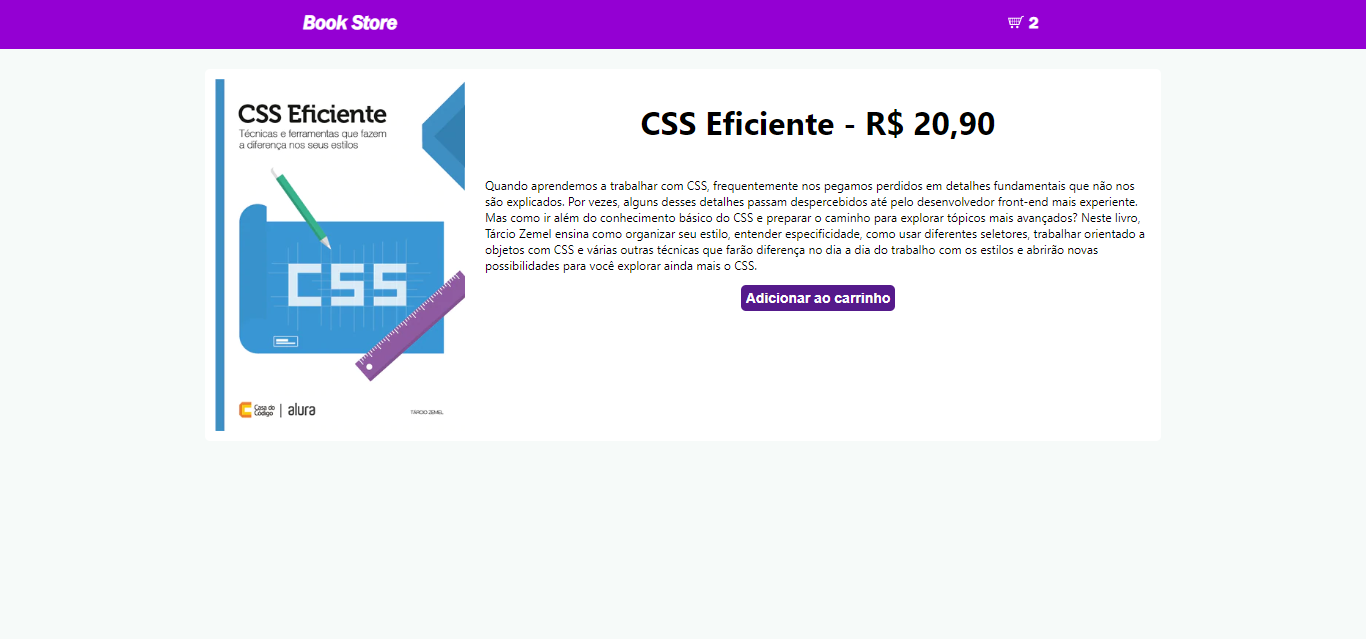 Book Store
2
CSS Eficiente
Técnicas e ferramentas que fazem
a diferença nos seus estilos
CSS
Casa do
Código
alura
TÁRCIO ZEMEL
CSS Eficiente - R$ 20,90
Quando aprendemos a trabalhar com CSS, frequentemente nos pegamos perdidos em detalhes fundamentais que não nos
são explicados. Por vezes, alguns desses detalhes passam despercebidos até pelo desenvolvedor front-end mais experiente.
Mas como ir além do conhecimento básico do CSS e preparar o caminho para explorar tópicos mais avançados? Neste livro,
Tárcio Zemel ensina como organizar seu estilo, entender especificidade, como usar diferentes seletores, trabalhar orientado a
objetos com CSS e várias outras técnicas que farão diferença no dia a dia do trabalho com os estilos e abrirão novas
possibilidades para você explorar ainda mais o CSS.
Adicionar ao carrinho